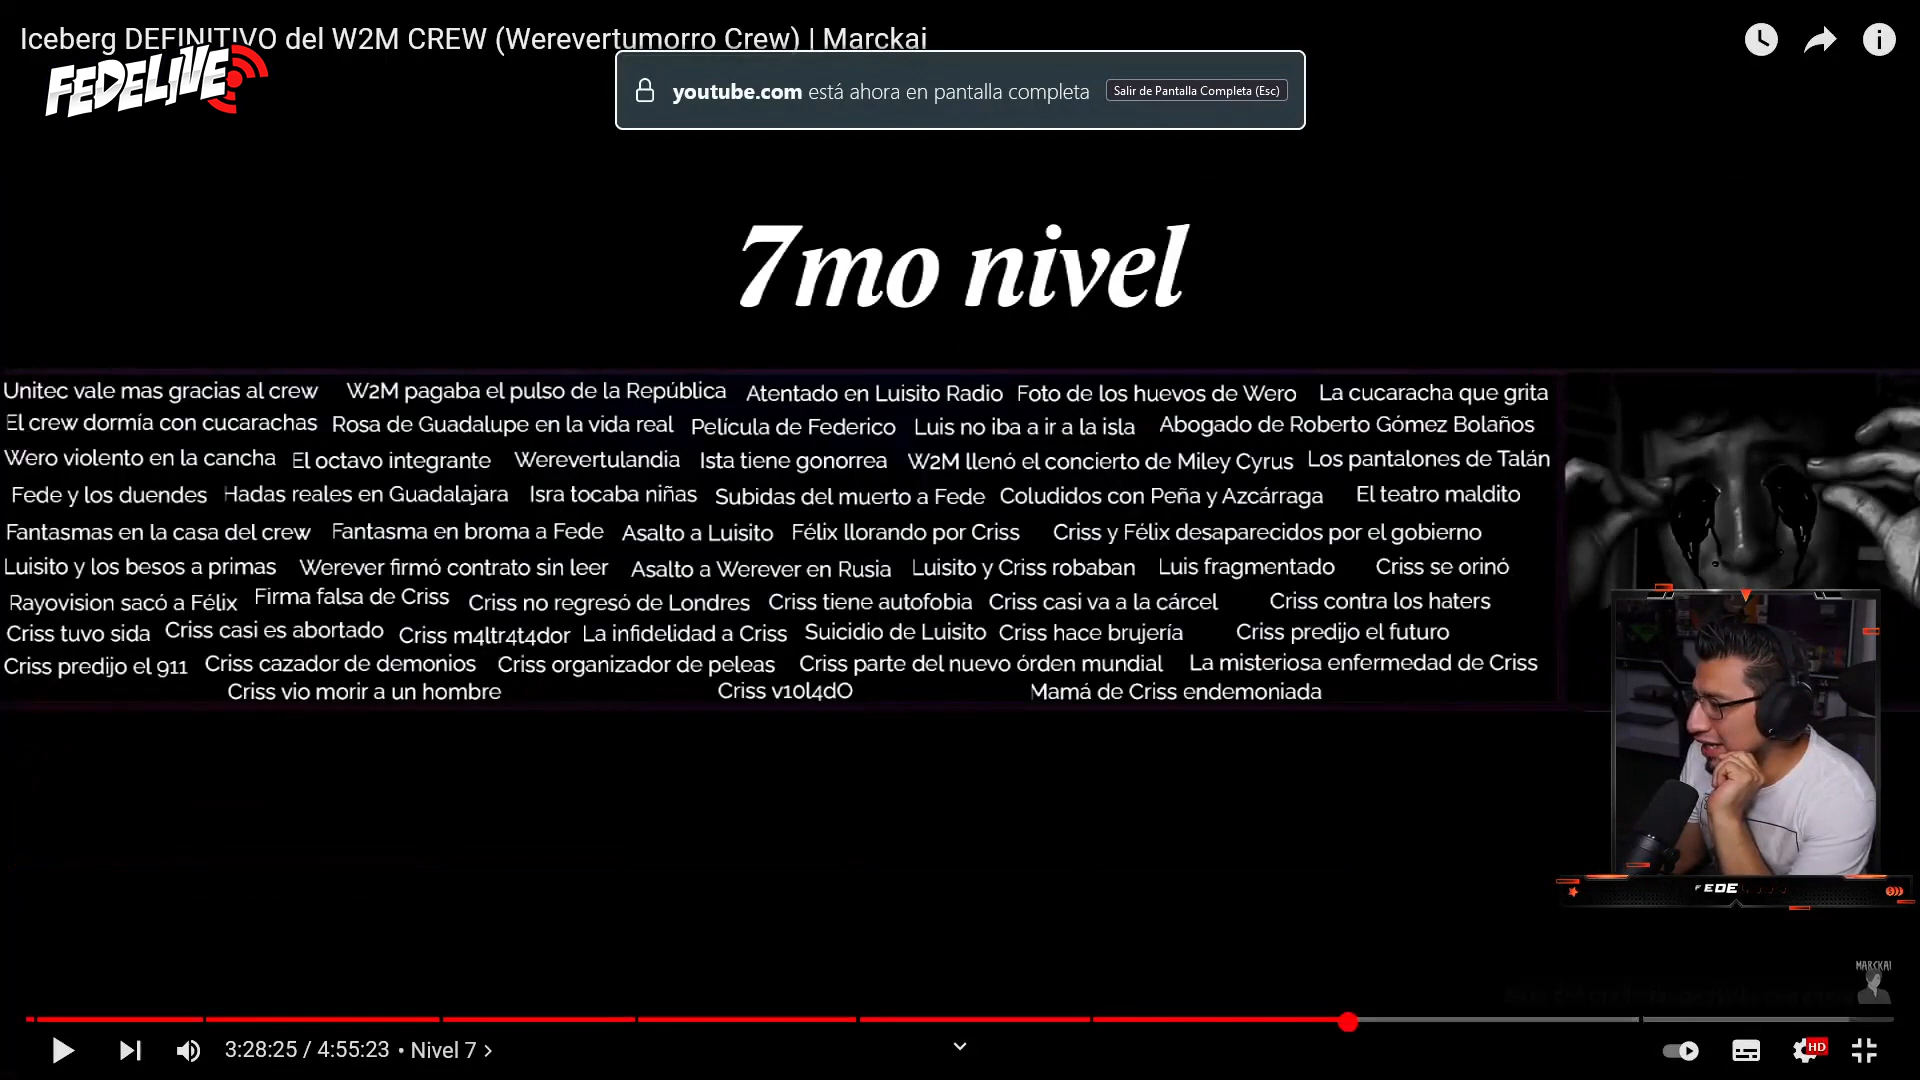 Iceberg DEFINITIVO del W2M CREW (Werevertumorro Crew) | Marckai
FEDELIVE
youtube.com está ahora en pantalla completa Salir de Pantalla Completa (Esc)
7mo nivel
Unitec vale mas gracias al crew W2M pagaba el pulso de la República Atentado en Luisito Radio Foto de los huevos de Wero La cucaracha que grita
El crew dormía con cucarachas Rosa de Guadalupe en la vida real Película de Federico Luis no iba a ir a la isla Abogado de Roberto Gómez Bolaños
Wero violento en la cancha El octavo integrante Werevertulandia Ista tiene gonorrea W2M llenó el concierto de Miley Cyrus Los pantalones de Talán
Fede y los duendes Hadas reales en Guadalajara Isra tocaba niñas Subidas del muerto a Fede Coludidos con Peña y Azcárraga El teatro maldito
Fantasmas en la casa del crew Fantasma en broma a Fede Asalto a Luisito Félix llorando por Criss Criss y Félix desaparecidos por el gobierno
Luisito y los besos a primas Werever firmó contrato sin leer Asalto a Werever en Rusia Luisito y Criss robaban Luis fragmentado Criss se orinó
Rayovision sacó a Félix Firma falsa de Criss Criss no regresó de Londres Criss tiene autofobia Criss casi va a la cárcel Criss contra los haters
Criss tuvo sida Criss casi es abortado Criss m4ltr4t4dor La infidelidad a Criss Suicidio de Luisito Criss hace brujería Criss predijo el futuro
Criss predijo el 911 Criss cazador de demonios Criss organizador de peleas Criss parte del nuevo órden mundial La misteriosa enfermedad de Criss
Criss vio morir a un hombre Criss v10l4dO Mamá de Criss endemoniada
MARCKAI
3:28:25 / 4:55:23 • Nivel 7
HD